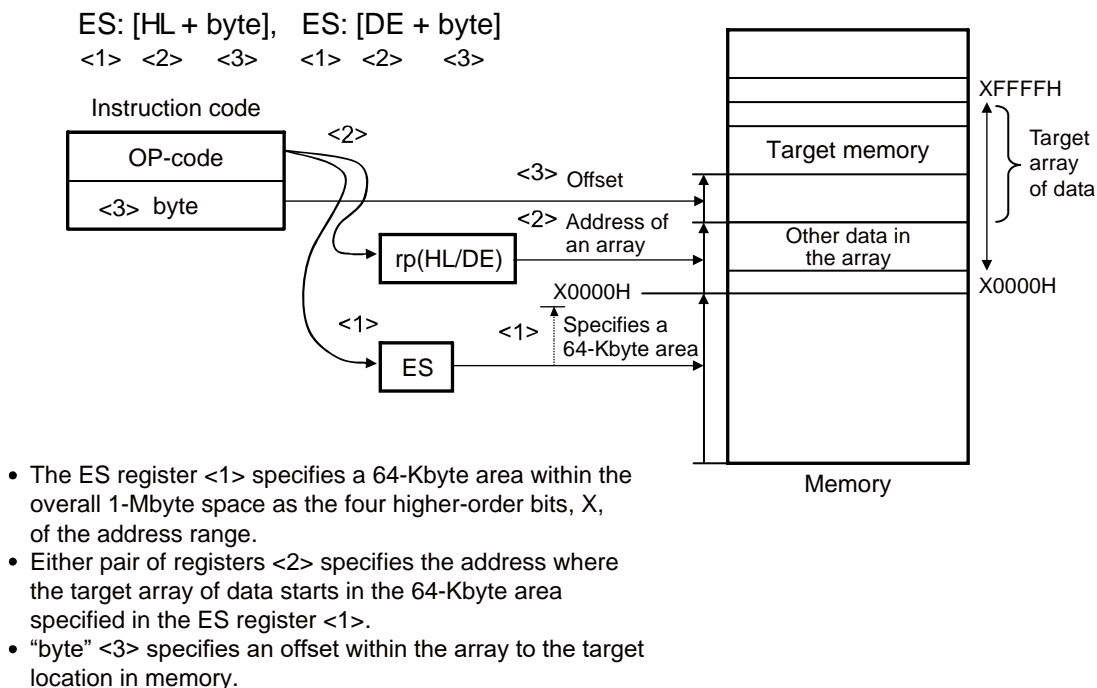 ES: [HL + byte], ES: [DE + byte]
<1> <2> <3> <1> <2> <3>
Instruction code
OP-code
<3> byte
<2>
<3> Offset
<2> Address of
an array
rp(HL/DE)
X0000H
<1>
<1>
Specifies a
64-Kbyte area
ES
XFFFFH
Target memory
Target
array
of data
Other data in
the array
X0000H
Memory
• The ES register <1> specifies a 64-Kbyte area within the
overall 1-Mbyte space as the four higher-order bits, X,
of the address range.
• Either pair of registers <2> specifies the address where
the target array of data starts in the 64-Kbyte area
specified in the ES register <1>.
• “byte” <3> specifies an offset within the array to the target
location in memory.